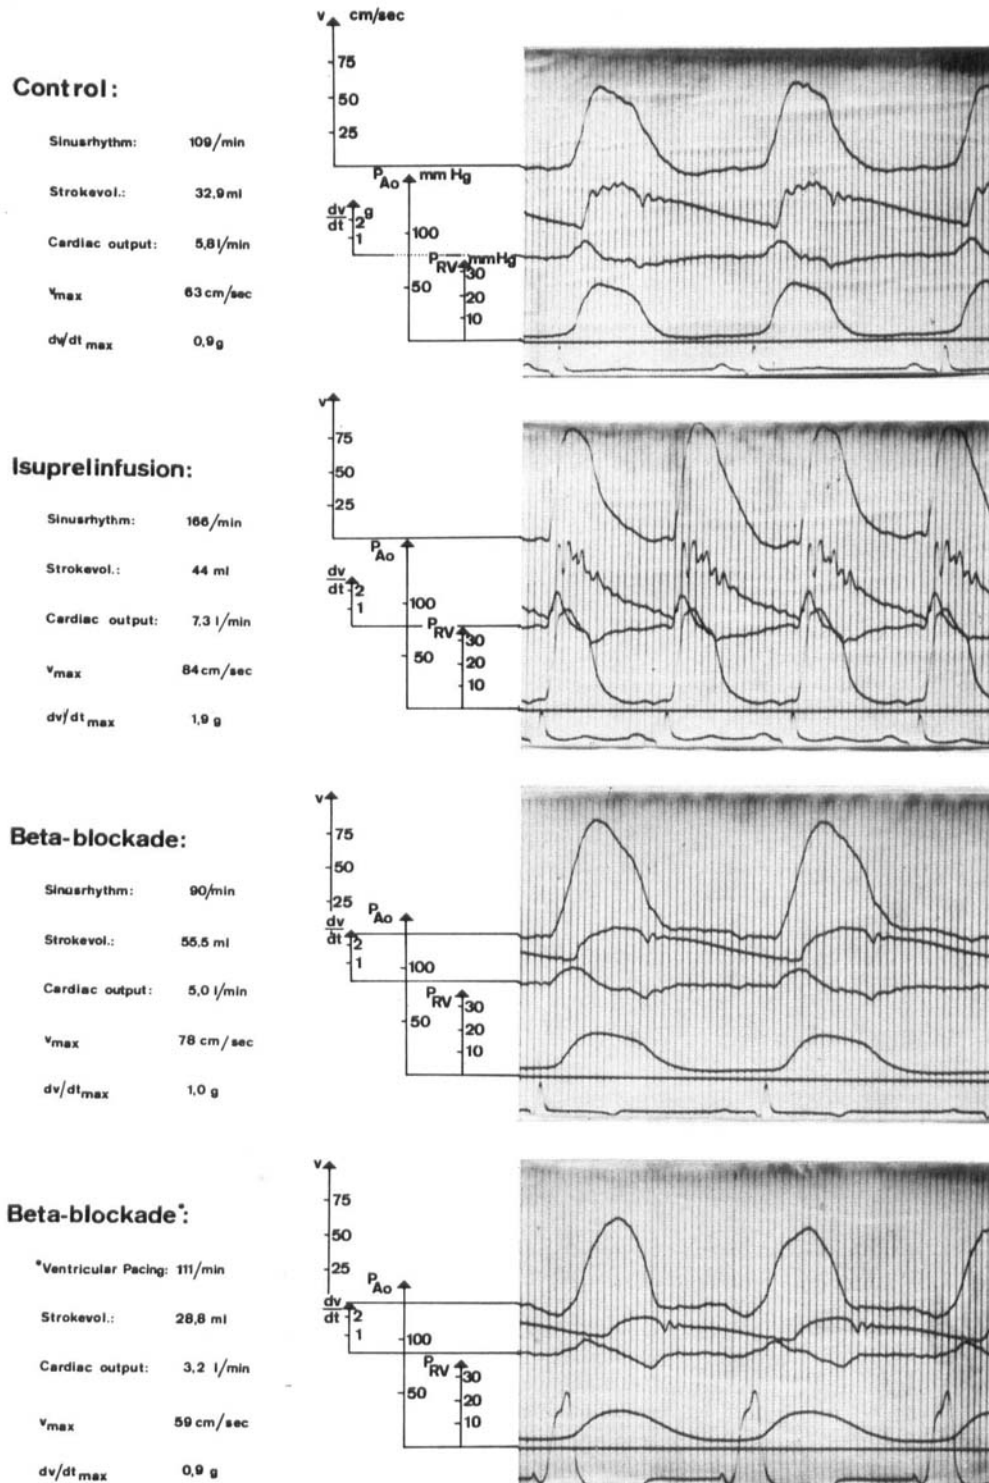 v cm/sec
75
50
25
Control:
Sinusrhythm: 109/min
Strokevol.: 32,9ml
Cardiac output: 5,8l/min
vmax 63 cm/sec
dv/dt max 0,9g
PAo mm Hg
dv/dt g
2
1
100
50
PRV mmHg
30
20
10
v
75
50
25
Isuprelinfusion:
Sinusrhythm: 166/min
Strokevol.: 44 ml
Cardiac output: 7,3 l/min
vmax 84cm/sec
dv/dt max 1,9 g
PAo
dv/dt
2
1
100
50
PRV
30
20
10
v
75
50
25
Beta-blockade:
Sinusrhythm: 90/min
Strokevol.: 55,5 ml
Cardiac output: 5,0 l/min
vmax 78 cm/sec
dv/dt max 1,0 g
PAo
dv/dt
2
1
100
50
PRV
30
20
10
v
75
50
25
Beta-blockade*:
*Ventricular Pacing: 111/min
Strokevol.: 28,8 ml
Cardiac output: 3,2 l/min
vmax 59 cm/sec
dv/dt max 0,9 g
PAo
dv/dt
2
1
100
50
PRV
30
20
10